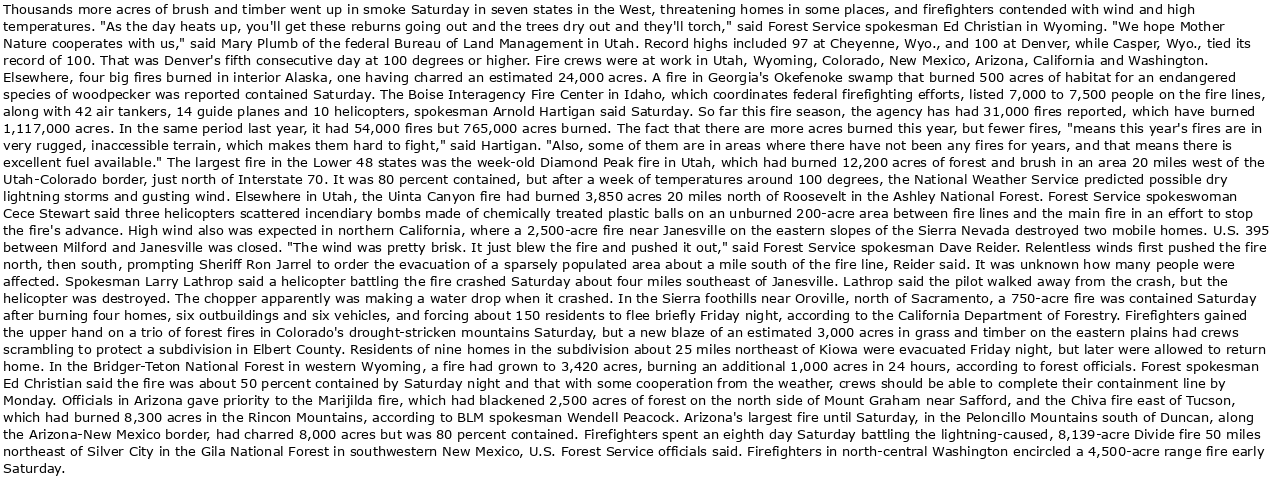 Thousands more acres of brush and timber went up in smoke Saturday in seven states in the West, threatening homes in some places, and firefighters contended with wind and high
temperatures. "As the day heats up, you'll get these reburns going out and the trees dry out and they'll torch," said Forest Service spokesman Ed Christian in Wyoming. "We hope Mother
Nature cooperates with us," said Mary Plumb of the federal Bureau of Land Management in Utah. Record highs included 97 at Cheyenne, Wyo., and 100 at Denver, while Casper, Wyo., tied its
record of 100. That was Denver's fifth consecutive day at 100 degrees or higher. Fire crews were at work in Utah, Wyoming, Colorado, New Mexico, Arizona, California and Washington.
Elsewhere, four big fires burned in interior Alaska, one having charred an estimated 24,000 acres. A fire in Georgia's Okefenoke swamp that burned 500 acres of habitat for an endangered
species of woodpecker was reported contained Saturday. The Boise Interagency Fire Center in Idaho, which coordinates federal firefighting efforts, listed 7,000 to 7,500 people on the fire lines,
along with 42 air tankers, 14 guide planes and 10 helicopters, spokesman Arnold Hartigan said Saturday. So far this fire season, the agency has had 31,000 fires reported, which have burned
1,117,000 acres. In the same period last year, it had 54,000 fires but 765,000 acres burned. The fact that there are more acres burned this year, but fewer fires, "means this year's fires are in
very rugged, inaccessible terrain, which makes them hard to fight," said Hartigan. "Also, some of them are in areas where there have not been any fires for years, and that means there is
excellent fuel available." The largest fire in the Lower 48 states was the week-old Diamond Peak fire in Utah, which had burned 12,200 acres of forest and brush in an area 20 miles west of the
Utah-Colorado border, just north of Interstate 70. It was 80 percent contained, but after a week of temperatures around 100 degrees, the National Weather Service predicted possible dry
lightning storms and gusting wind. Elsewhere in Utah, the Uinta Canyon fire had burned 3,850 acres 20 miles north of Roosevelt in the Ashley National Forest. Forest Service spokeswoman
Cece Stewart said three helicopters scattered incendiary bombs made of chemically treated plastic balls on an unburned 200-acre area between fire lines and the main fire in an effort to stop
the fire's advance. High wind also was expected in northern California, where a 2,500-acre fire near Janesville on the eastern slopes of the Sierra Nevada destroyed two mobile homes. U.S. 395
between Milford and Janesville was closed. "The wind was pretty brisk. It just blew the fire and pushed it out," said Forest Service spokesman Dave Reider. Relentless winds first pushed the fire
north, then south, prompting Sheriff Ron Jarrel to order the evacuation of a sparsely populated area about a mile south of the fire line, Reider said. It was unknown how many people were
affected. Spokesman Larry Lathrop said a helicopter battling the fire crashed Saturday about four miles southeast of Janesville. Lathrop said the pilot walked away from the crash, but the
helicopter was destroyed. The chopper apparently was making a water drop when it crashed. In the Sierra foothills near Oroville, north of Sacramento, a 750-acre fire was contained Saturday
after burning four homes, six outbuildings and six vehicles, and forcing about 150 residents to flee briefly Friday night, according to the California Department of Forestry. Firefighters gained
the upper hand on a trio of forest fires in Colorado's drought-stricken mountains Saturday, but a new blaze of an estimated 3,000 acres in grass and timber on the eastern plains had crews
scrambling to protect a subdivision in Elbert County. Residents of nine homes in the subdivision about 25 miles northeast of Kiowa were evacuated Friday night, but later were allowed to return
home. In the Bridger-Teton National Forest in western Wyoming, a fire had grown to 3,420 acres, burning an additional 1,000 acres in 24 hours, according to forest officials. Forest spokesman
Ed Christian said the fire was about 50 percent contained by Saturday night and that with some cooperation from the weather, crews should be able to complete their containment line by
Monday. Officials in Arizona gave priority to the Marijilda fire, which had blackened 2,500 acres of forest on the north side of Mount Graham near Safford, and the Chiva fire east of Tucson,
which had burned 8,300 acres in the Rincon Mountains, according to BLM spokesman Wendell Peacock. Arizona's largest fire until Saturday, in the Peloncillo Mountains south of Duncan, along
the Arizona-New Mexico border, had charred 8,000 acres but was 80 percent contained. Firefighters spent an eighth day Saturday battling the lightning-caused, 8,139-acre Divide fire 50 miles
northeast of Silver City in the Gila National Forest in southwestern New Mexico, U.S. Forest Service officials said. Firefighters in north-central Washington encircled a 4,500-acre range fire early
Saturday.